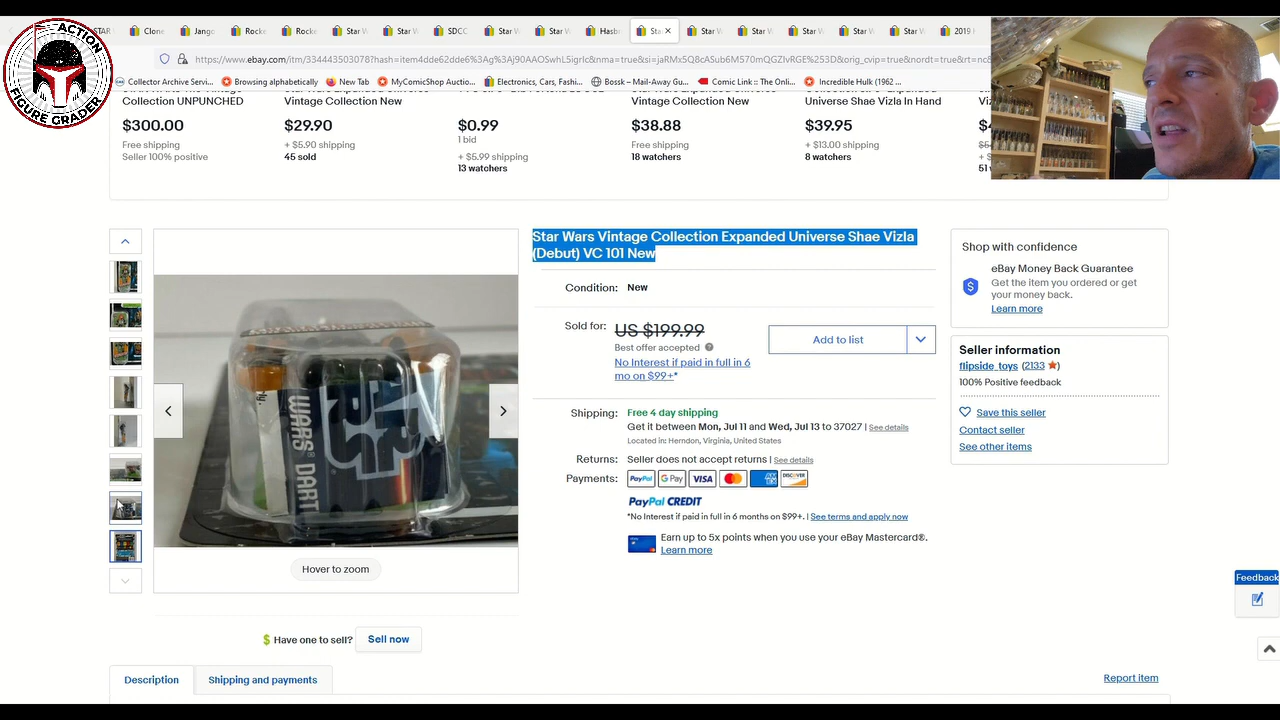 ACTION
FIGURE GRADER
STAR
Clone
Jango
Rocke
Rocke
Star W
Star W
SDCC
Star W
Star W
Hasbr
Sta
Star W
Star W
Star W
Star W
2019 H
https://www.ebay.com/itm/334443503078?hash=item4dde62dde6
Collector Archive Servi...
Browsing alphabetically
New Tab
MyComicShop Auction...
Electronics, Cars, Fashi...
Bossk – Mail-Away Gu...
Comic Link :: The Onli...
Incredible Hulk (1962 ...
Collection UNPUNCHED
Vintage Collection New
Vintage Collection New
Universe Shae Vizla In Hand
$300.00
$29.90
$0.99
$38.88
$39.95
Free shipping
+ $5.90 shipping
1 bid
Free shipping
+ $13.00 shipping
Seller 100% positive
45 sold
+ $5.99 shipping
18 watchers
8 watchers
13 watchers
Star Wars Vintage Collection Expanded Universe Shae Vizla
(Debut) VC 101 New
Condition: New
Sold for: US $199.99
Best offer accepted
No Interest if paid in full in 6
mo on $99+*
Add to list
Shipping: Free 4 day shipping
Get it between Mon, Jul 11 and Wed, Jul 13 to 37027 | See details
Located in: Herndon, Virginia, United States
Returns: Seller does not accept returns | See details
Payments: PayPal G Pay VISA DISCOVER
PayPal CREDIT
*No Interest if paid in full in 6 months on $99+. | See terms and apply now
Earn up to 5x points when you use your eBay Mastercard®.
Learn more
Shop with confidence
eBay Money Back Guarantee
Get the item you ordered or get
your money back.
Learn more
Seller information
flipside_toys (2133)
100% Positive feedback
Save this seller
Contact seller
See other items
WARS DART
Hover to zoom
Have one to sell? Sell now
Feedback
Description
Shipping and payments
Report item